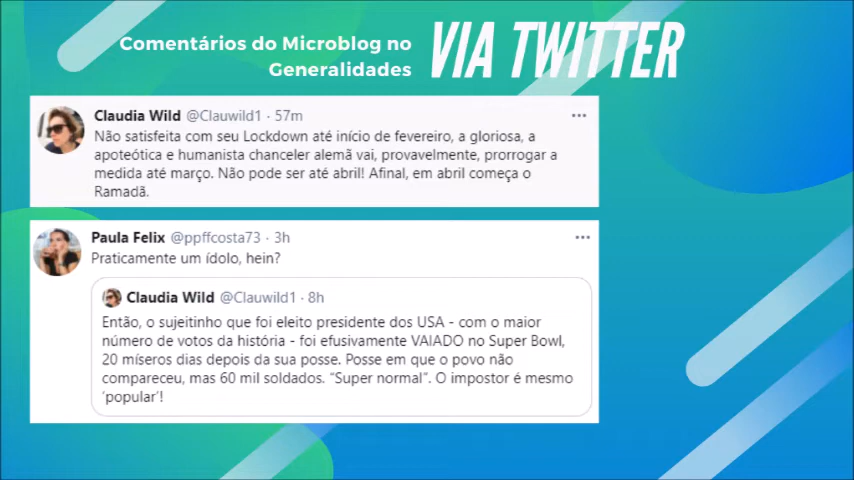 Comentários do Microblog no
Generalidades
VIA TWITTER
Claudia Wild @Clauwild1 · 57m
Não satisfeita com seu Lockdown até início de fevereiro, a gloriosa, a
apoteótica e humanista chanceler alemã vai, provavelmente, prorrogar a
medida até março. Não pode ser até abril! Afinal, em abril começa o
Ramadã.
Paula Felix @ppffcosta73 · 3h
Praticamente um ídolo, hein?
Claudia Wild @Clauwild1 · 8h
Então, o sujeitinho que foi eleito presidente dos USA - com o maior
número de votos da história - foi efusivamente VAIADO no Super Bowl,
20 míseros dias depois da sua posse. Posse em que o povo não
compareceu, mas 60 mil soldados. “Super normal”. O impostor é mesmo
‘popular’!